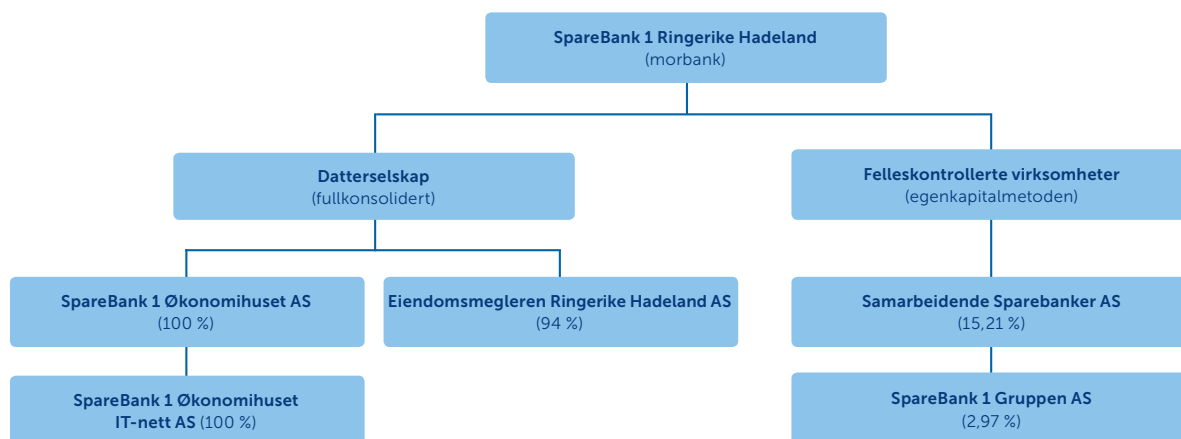 SpareBank 1 Ringerike Hadeland
(morbank)
Datterselskap
(fullkonsolidert)
Felleskontrollerte virksomheter
(egenkapitalmetoden)
SpareBank 1 Økonomihuset AS
(100 %)
Eiendomsmegleren Ringerike Hadeland AS
(94 %)
Samarbeidende Sparebanker AS
(15,21 %)
SpareBank 1 Økonomihuset
IT-nett AS (100 %)
SpareBank 1 Gruppen AS
(2,97 %)